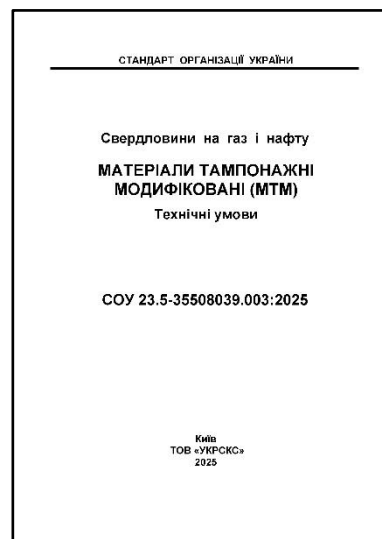 СТАНДАРТ ОРГАНІЗАЦІЇ УКРАЇНИ
Свердловини на газ і нафту
МАТЕРІАЛИ ТАМПОНАЖНІ
МОДИФІКОВАНІ (МТМ)
Технічні умови
СОУ 23.5-35508039.003:2025
Київ
ТОВ «УКРСКС»
2025